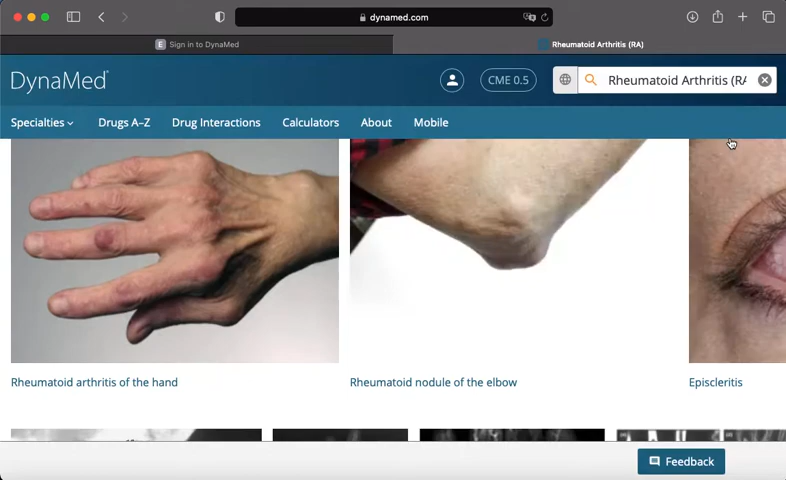 dynamed.com
E Sign in to DynaMed
Rheumatoid Arthritis (RA)
DynaMed
CME 0.5
Rheumatoid Arthritis (RA
Specialties
Drugs A–Z
Drug Interactions
Calculators
About
Mobile
Rheumatoid arthritis of the hand
Rheumatoid nodule of the elbow
Episcleritis
Feedback